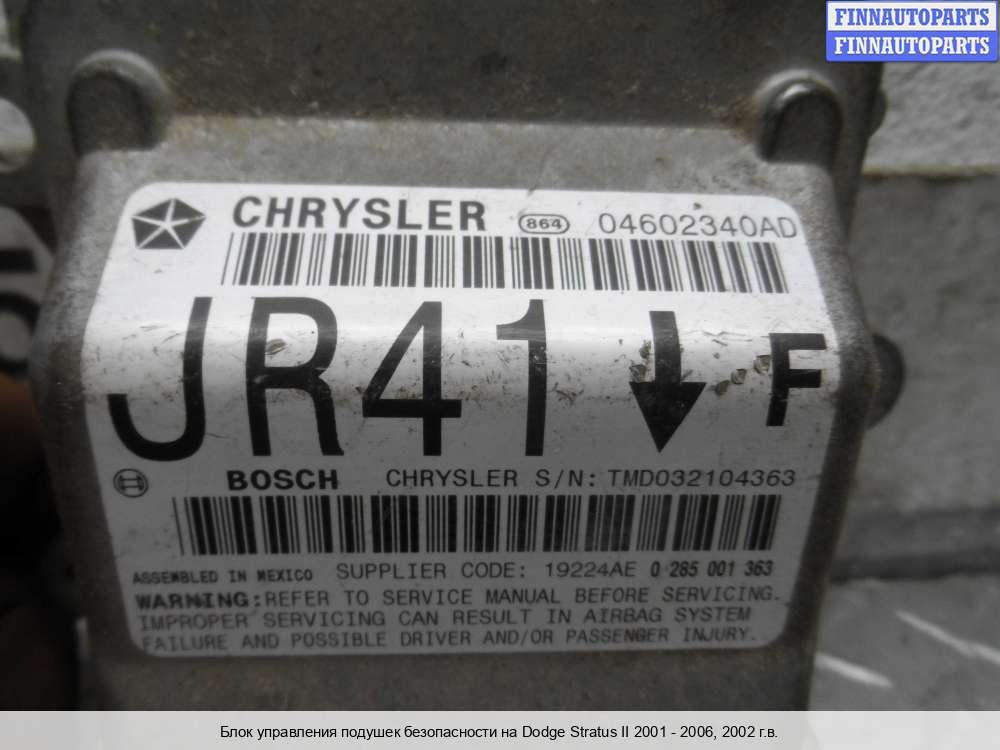 FINNAUTOPARTS
FINNAUTOPARTS
CHRYSLER 864 04602340AD
JR41 F
BOSCH CHRYSLER S/N: TMD032104363
ASSEMBLED IN MEXICO SUPPLIER CODE: 19224AE 0 285 001 363
WARNING: REFER TO SERVICE MANUAL BEFORE SERVICING.
IMPROPER SERVICING CAN RESULT IN AIRBAG SYSTEM
FAILURE AND POSSIBLE DRIVER AND/OR PASSENGER INJURY.
Блок управления подушек безопасности на Dodge Stratus II 2001 - 2006, 2002 г.в.